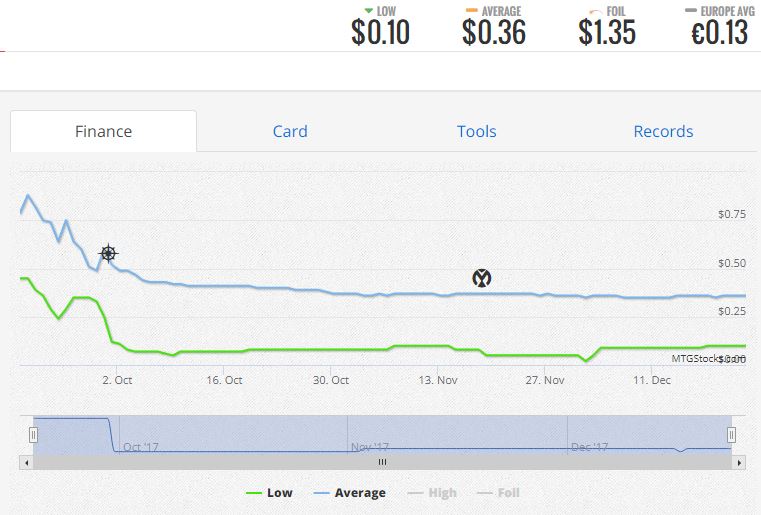 LOW AVERAGE FOIL EUROPE AVG
$0.10 $0.36 $1.35 €0.13
Finance Card Tools Records
$0.75
$0.50
$0.25
MTGStocks.com
$0.00
2. Oct 16. Oct 30. Oct 13. Nov 27. Nov 11. Dec
Oct '17 Nov '17 Dec '17
Low Average High Foil